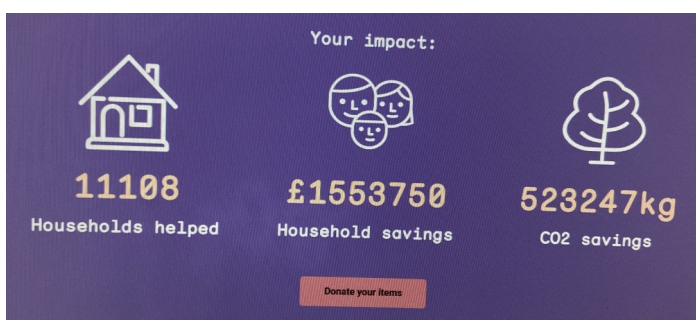 Your impact:
11108
Households helped
£1553750
Household savings
523247kg
CO2 savings
Donate your items